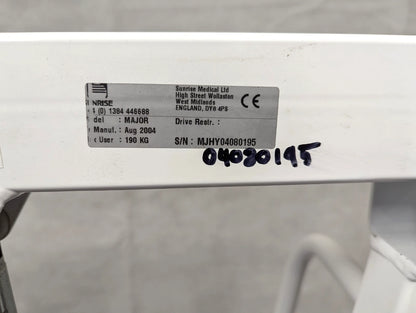 NRISE
(0) 1384 446688
Sunrise Medical Ltd
High Street Wollaston
West Midlands
ENGLAND, DY8 4PS
CE
del : MAJOR
Drive Restr. :
Manuf. : Aug 2004
User : 190 KG
S/N : MJHY04080195
04080195